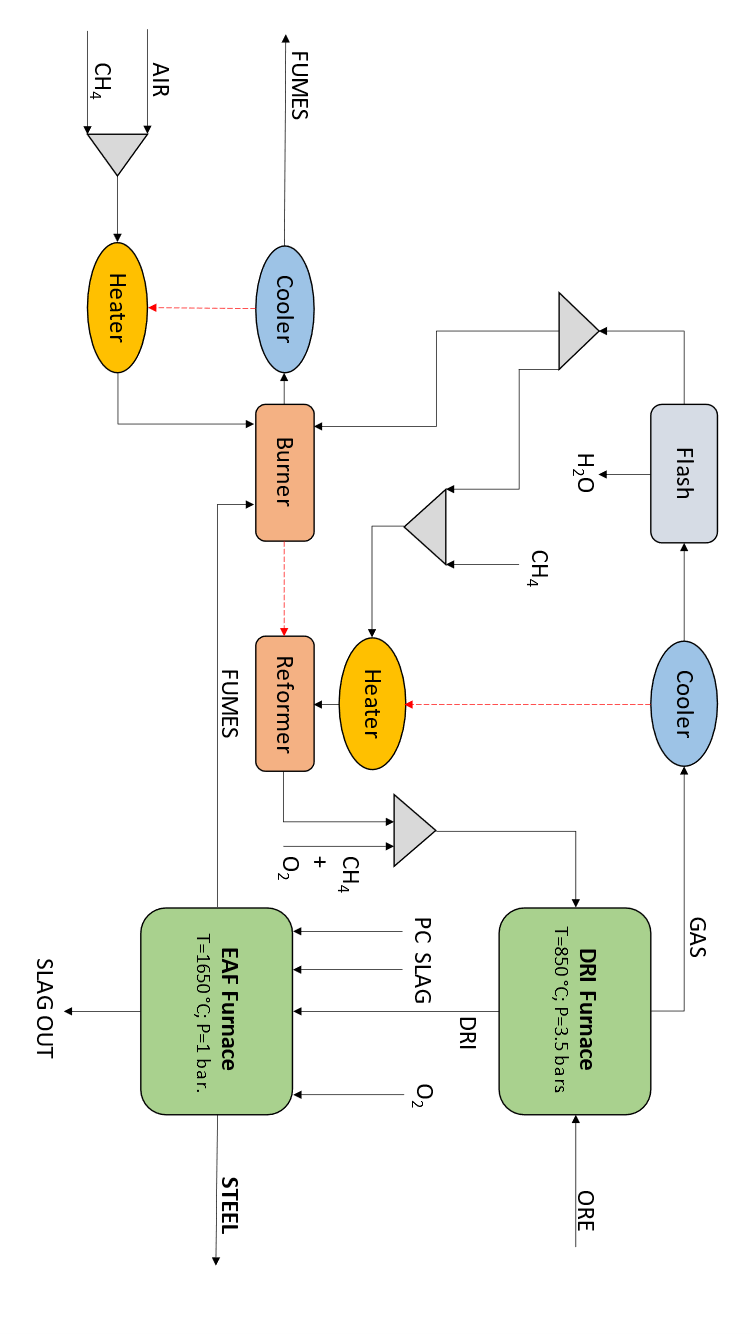 ORE
GAS
DRI Furnace
T=850 °C; P=3.5 bars
Cooler
Flash
H₂O
CH₄
Heater
CH₄
+
O₂
Reformer
Burner
Cooler
FUMES
AIR
CH₄
Heater
FUMES
PC
SLAG
DRI
O₂
EAF Furnace
T=1650 °C; P=1 bar.
SLAG OUT
STEEL